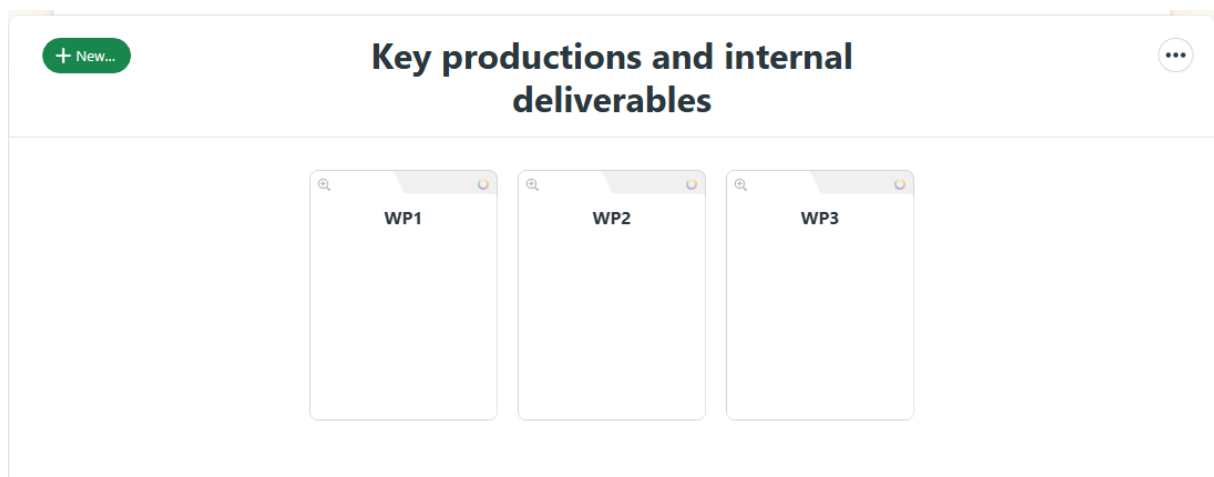 + New...
Key productions and internal
deliverables
WP1
WP2
WP3